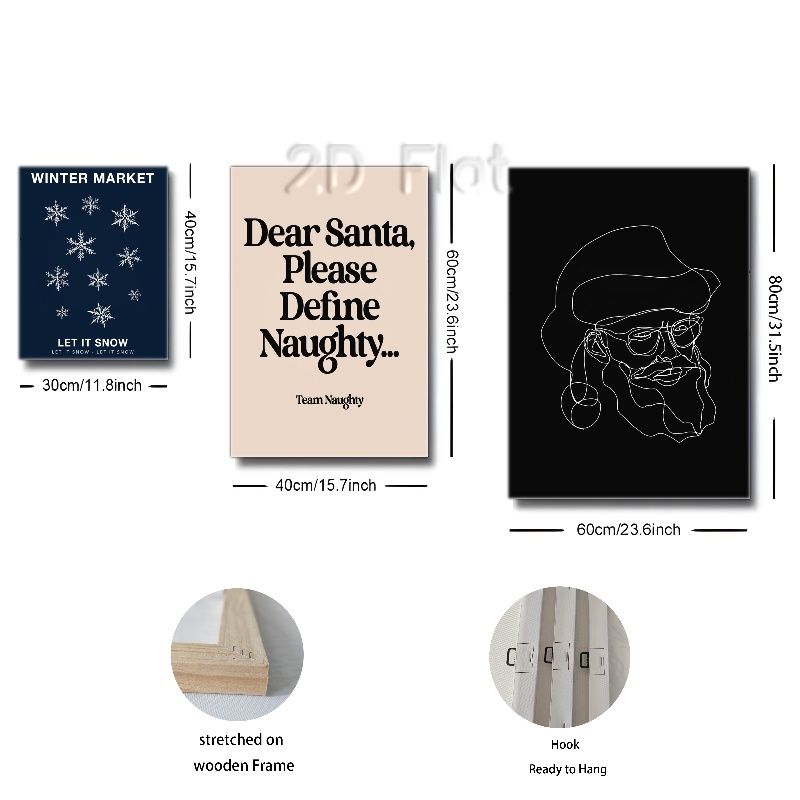 2D Flat
WINTER MARKET
LET IT SNOW
LET IT SNOW - LET IT SNOW
30cm/11.8inch
40cm/15.7inch
Dear Santa,
Please
Define
Naughty...
Team Naughty
40cm/15.7inch
60cm/23.6inch
60cm/23.6inch
80cm/31.5inch
stretched on
wooden Frame
Hook
Ready to Hang